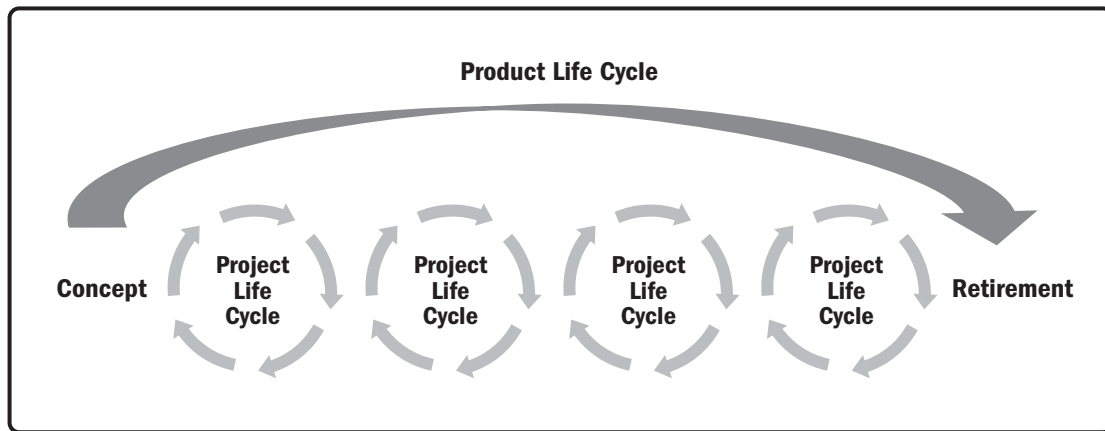 Product Life Cycle
Concept
Project
Life
Cycle
Project
Life
Cycle
Project
Life
Cycle
Project
Life
Cycle
Retirement